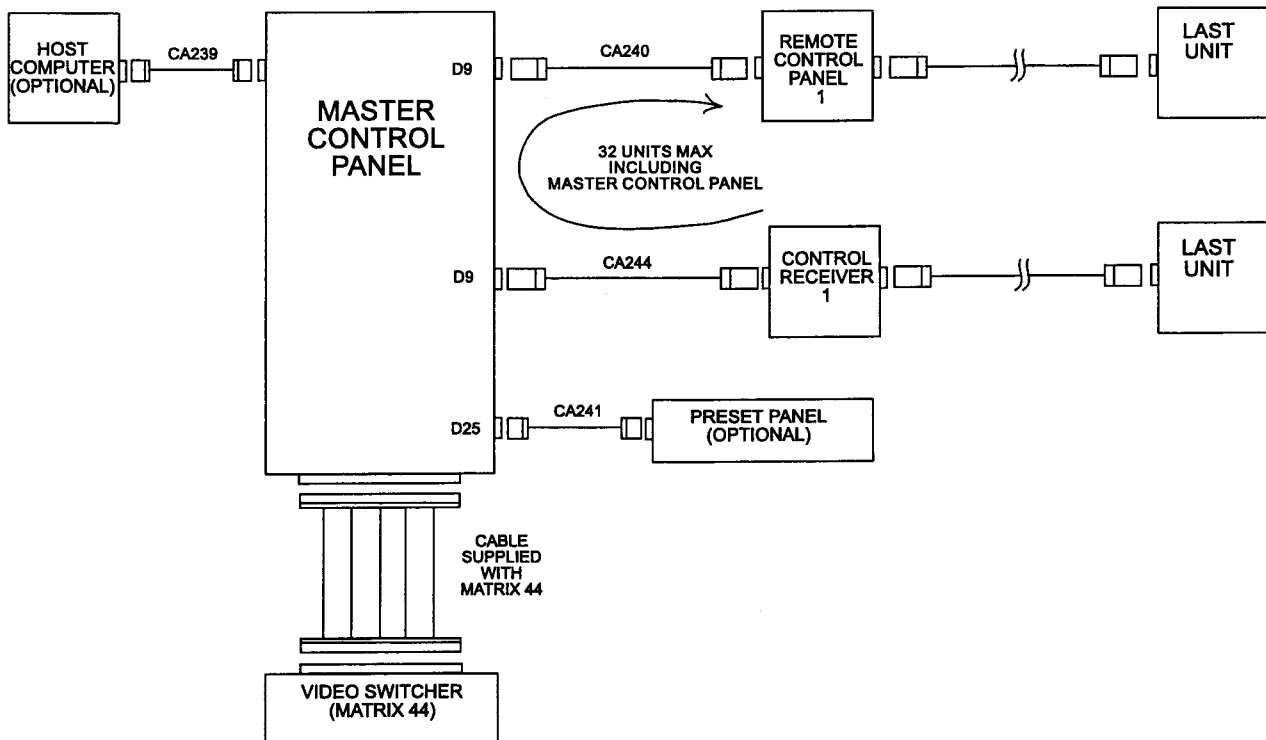 HOST
COMPUTER
(OPTIONAL)
CA239
MASTER
CONTROL
PANEL
D9
CA240
REMOTE
CONTROL
PANEL
1
LAST
UNIT
32 UNITS MAX
INCLUDING
MASTER CONTROL PANEL
D9
CA244
CONTROL
RECEIVER
1
LAST
UNIT
D25
CA241
PRESET PANEL
(OPTIONAL)
CABLE
SUPPLIED
WITH
MATRIX 44
VIDEO SWITCHER
(MATRIX 44)